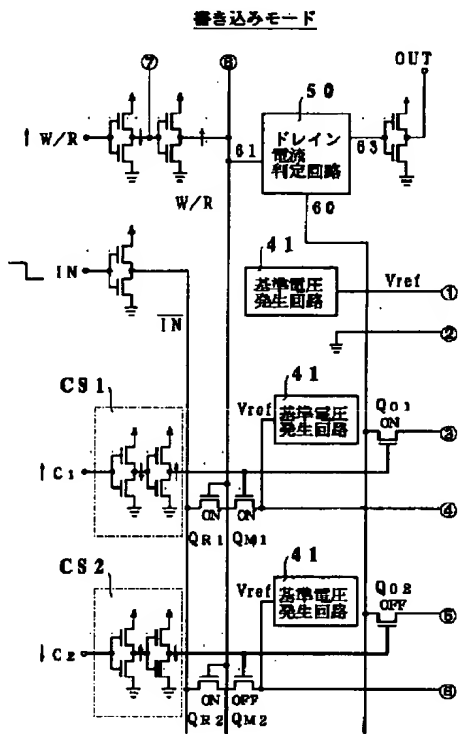 書き込みモード
OUT
⑦
⑧
50
↑ W/R
ドレイン
電流
判定回路
61
63
60
W/R
IN
41
基準電圧
発生回路
Vref
①
IN
②
CS1
41
Vref
基準電圧
発生回路
QO1
ON
③
↑ C1
④
ON
ON
QR1
QM1
CS2
41
Vref
基準電圧
発生回路
QO2
OFF
⑤
↓ C2
⑥
ON
OFF
QR2
QM2